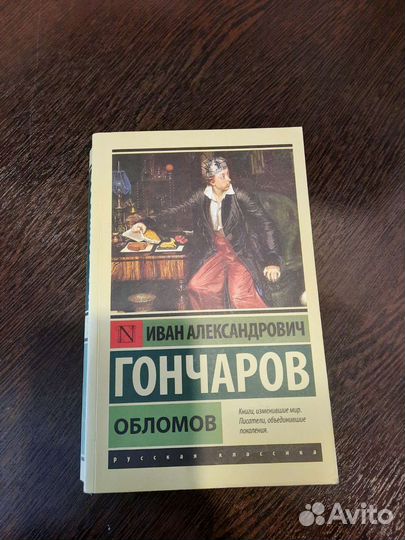 N
ИВАН АЛЕКСАНДРОВИЧ
ГОНЧАРОВ
ОБЛОМОВ
Книги, изменившие мир.
Писатели, объединившие
поколения.
русская классика
Avito